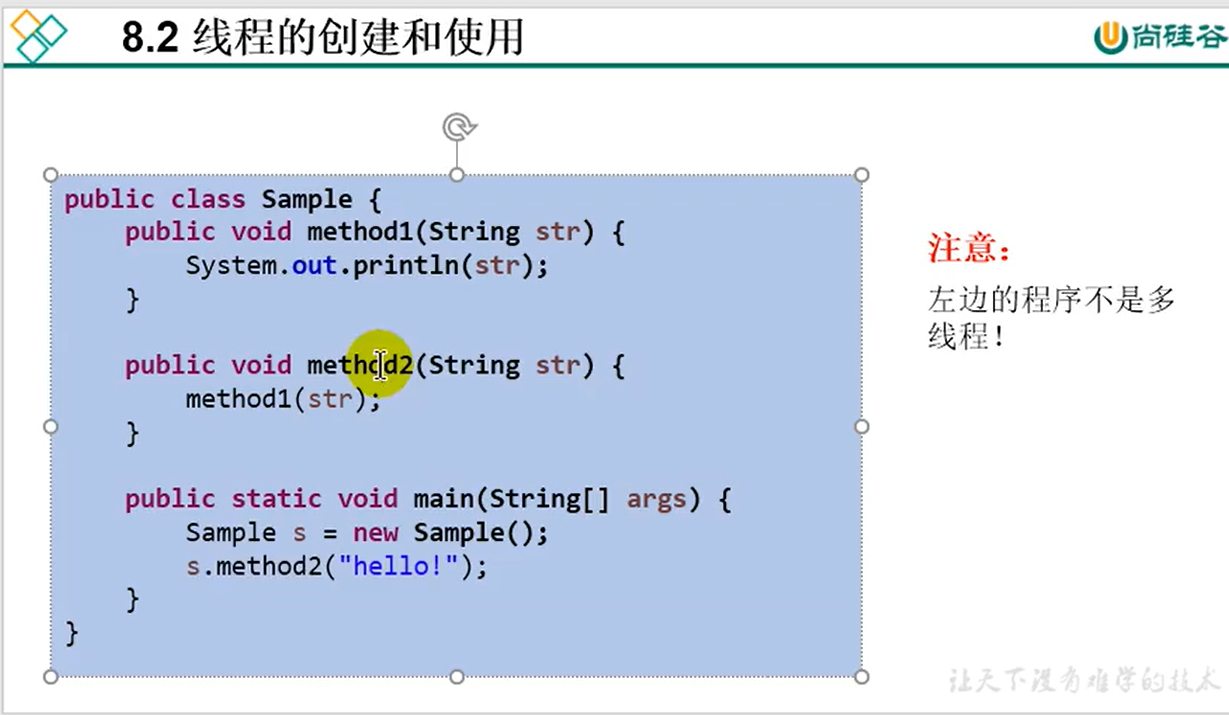 8.2 线程的创建和使用
尚硅谷
public class Sample {
public void method1(String str) {
System.out.println(str);
}
public void method2(String str) {
method1(str);
}
public static void main(String[] args) {
Sample s = new Sample();
s.method2("hello!");
}
}
注意：
左边的程序不是多
线程！
让天下没有难学的技术